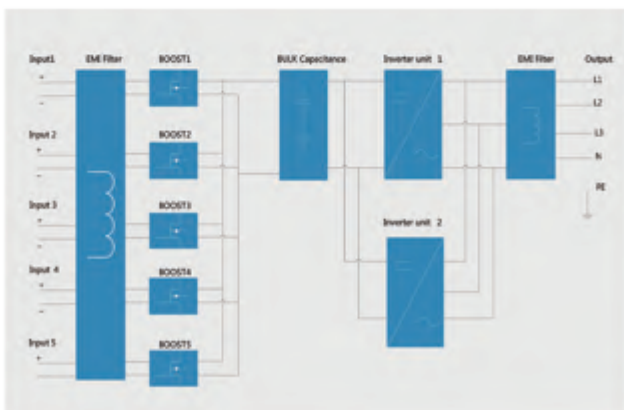 Input1 EMI Filter BOOST1 BULK Capacitance Inverter unit 1 EMI Filter Output
+
-
L1
L2
Input 2 BOOST2
+
-
L3
N
Input 3 BOOST3 PE
+
-
Inverter unit 2
Input 4 BOOST4
+
-
Input 5 BOOST5
+
-